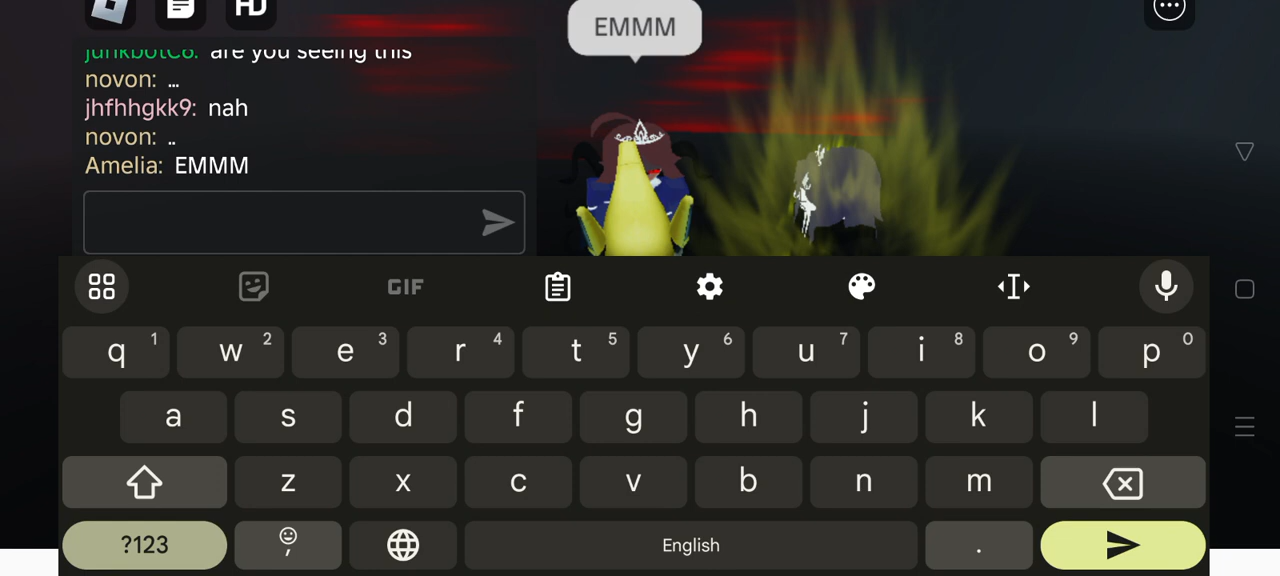 HD
EMMM
junkbotC6: are you seeing this
novon: ...
jhfhhgkk9: nah
novon: ..
Amelia: EMMM
GIF
q 1 w 2 e 3 r 4 t 5 y 6 u 7 i 8 o 9 p 0
a s d f g h j k l
z x c v b n m
?123 , English .